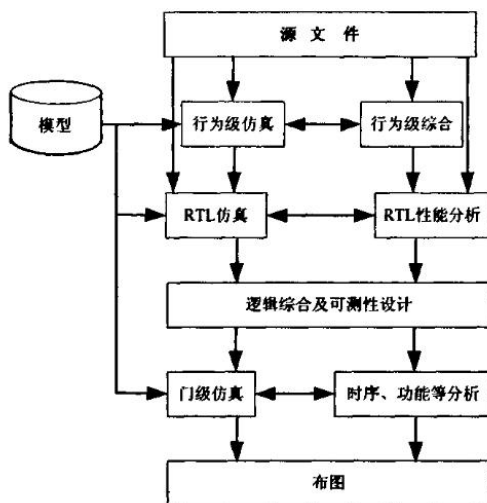 源文件
模型
行为级仿真
行为级综合
RTL仿真
RTL性能分析
逻辑综合及可测性设计
门级仿真
时序、功能等分析
布图